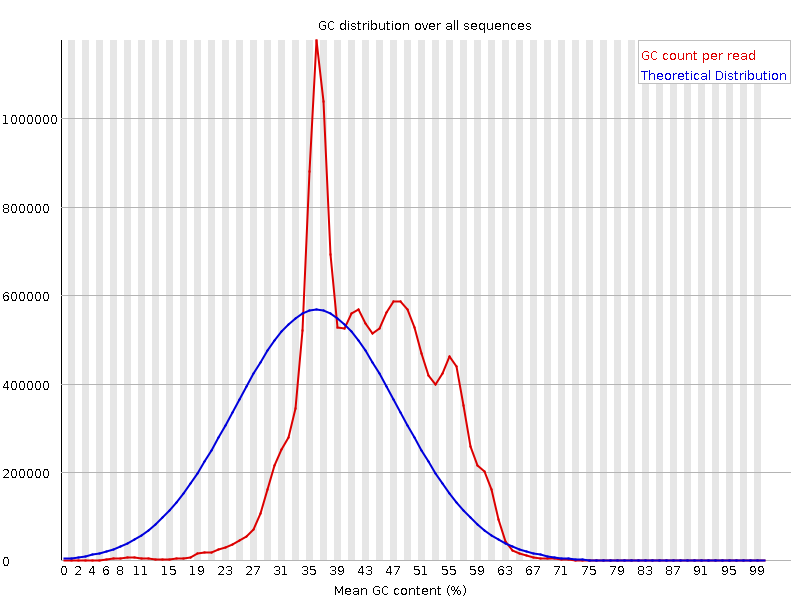 GC distribution over all sequences
GC count per read
Theoretical Distribution
1000000
800000
600000
400000
200000
0
0 2 4 6 8 11 15 19 23 27 31 35 39 43 47 51 55 59 63 67 71 75 79 83 87 91 95 99
Mean GC content (%)